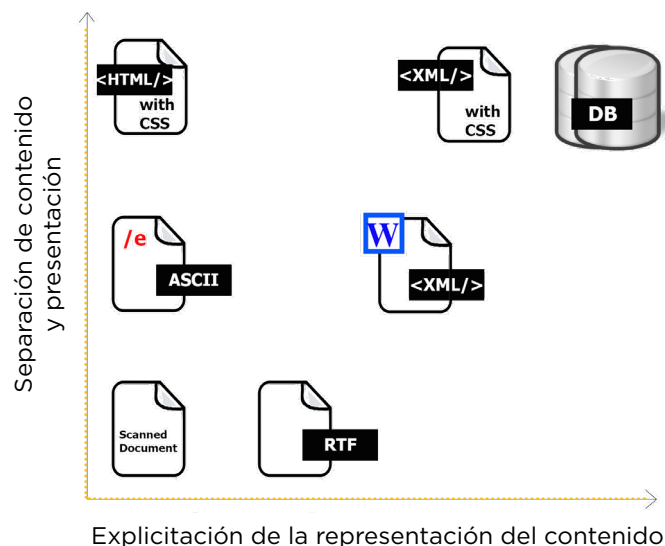 Separación de contenido
y presentación
<HTML/>
with
CSS
<XML/>
with
CSS
DB
/e
ASCII
W
<XML/>
Scanned
Document
RTF
Explicitación de la representación del contenido